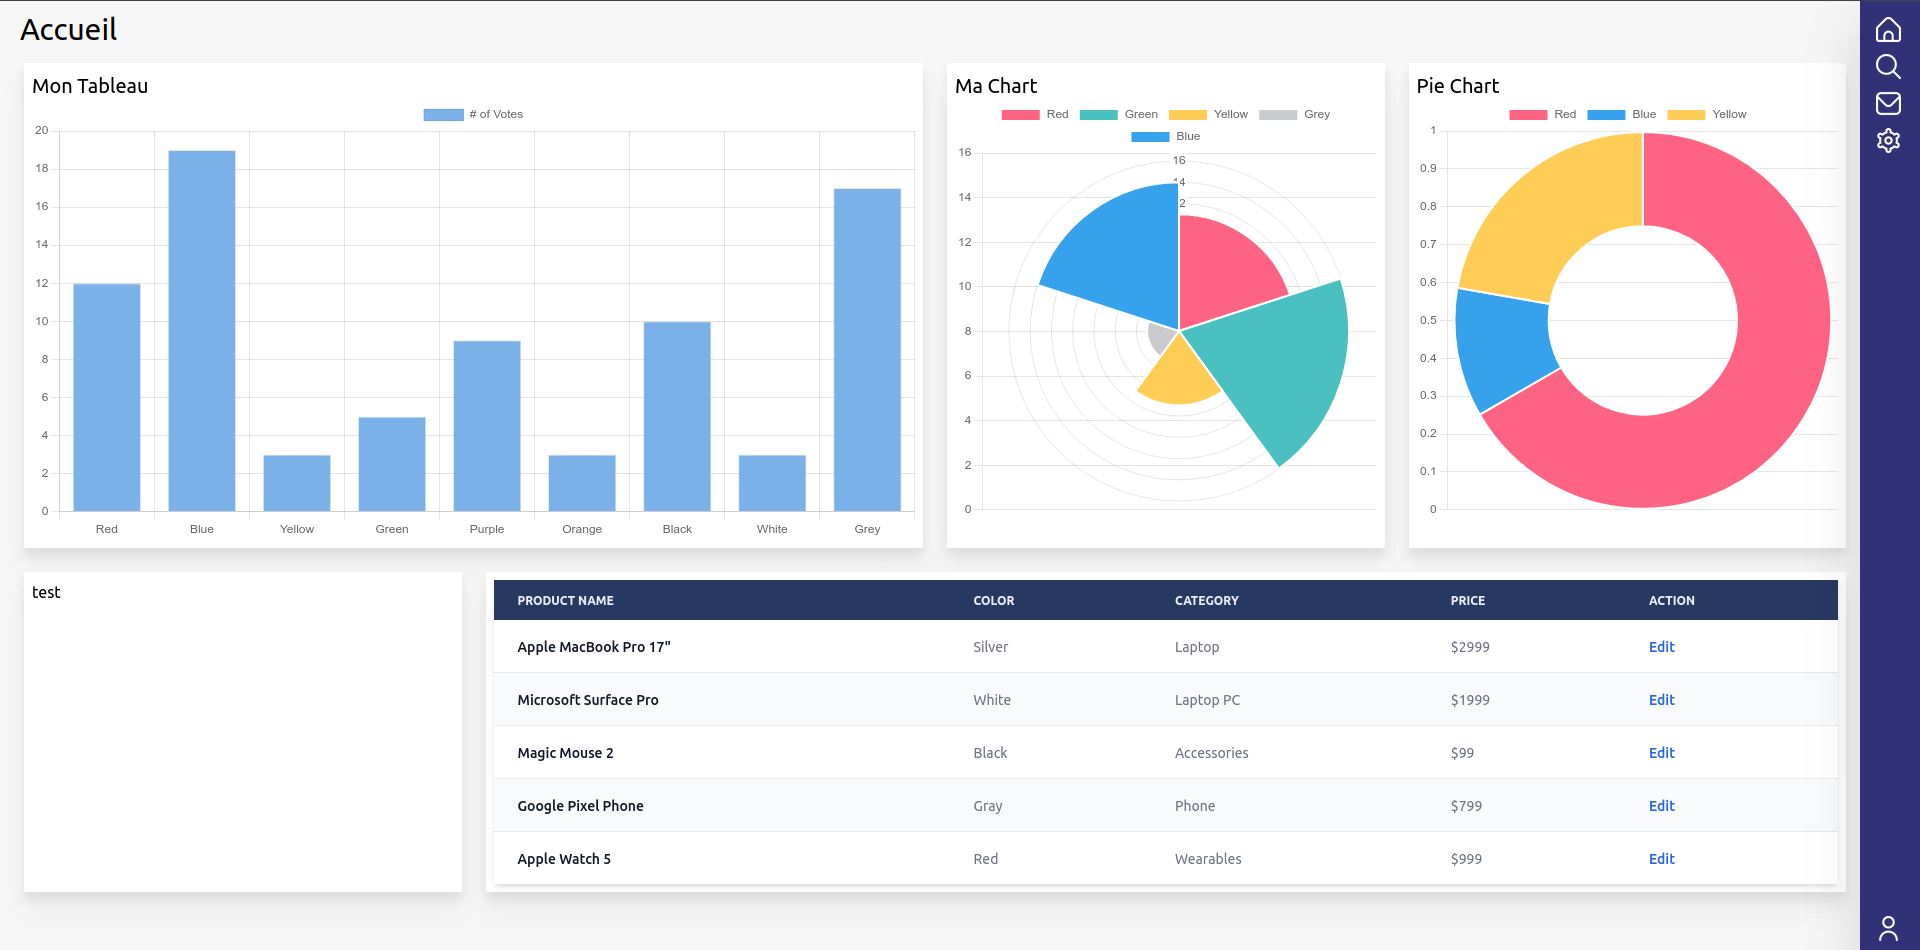 Accueil
Mon Tableau
# of Votes
20
18
16
14
12
10
8
6
4
2
0
Red Blue Yellow Green Purple Orange Black White Grey
Ma Chart
Red Green Yellow Grey
Blue
16
14
12
10
8
6
4
2
0
16
14
2
Pie Chart
Red Blue Yellow
1
0.9
0.8
0.7
0.6
0.5
0.4
0.3
0.2
0.1
0
test
PRODUCT NAME COLOR CATEGORY PRICE ACTION
Apple MacBook Pro 17" Silver Laptop $2999 Edit
Microsoft Surface Pro White Laptop PC $1999 Edit
Magic Mouse 2 Black Accessories $99 Edit
Google Pixel Phone Gray Phone $799 Edit
Apple Watch 5 Red Wearables $999 Edit